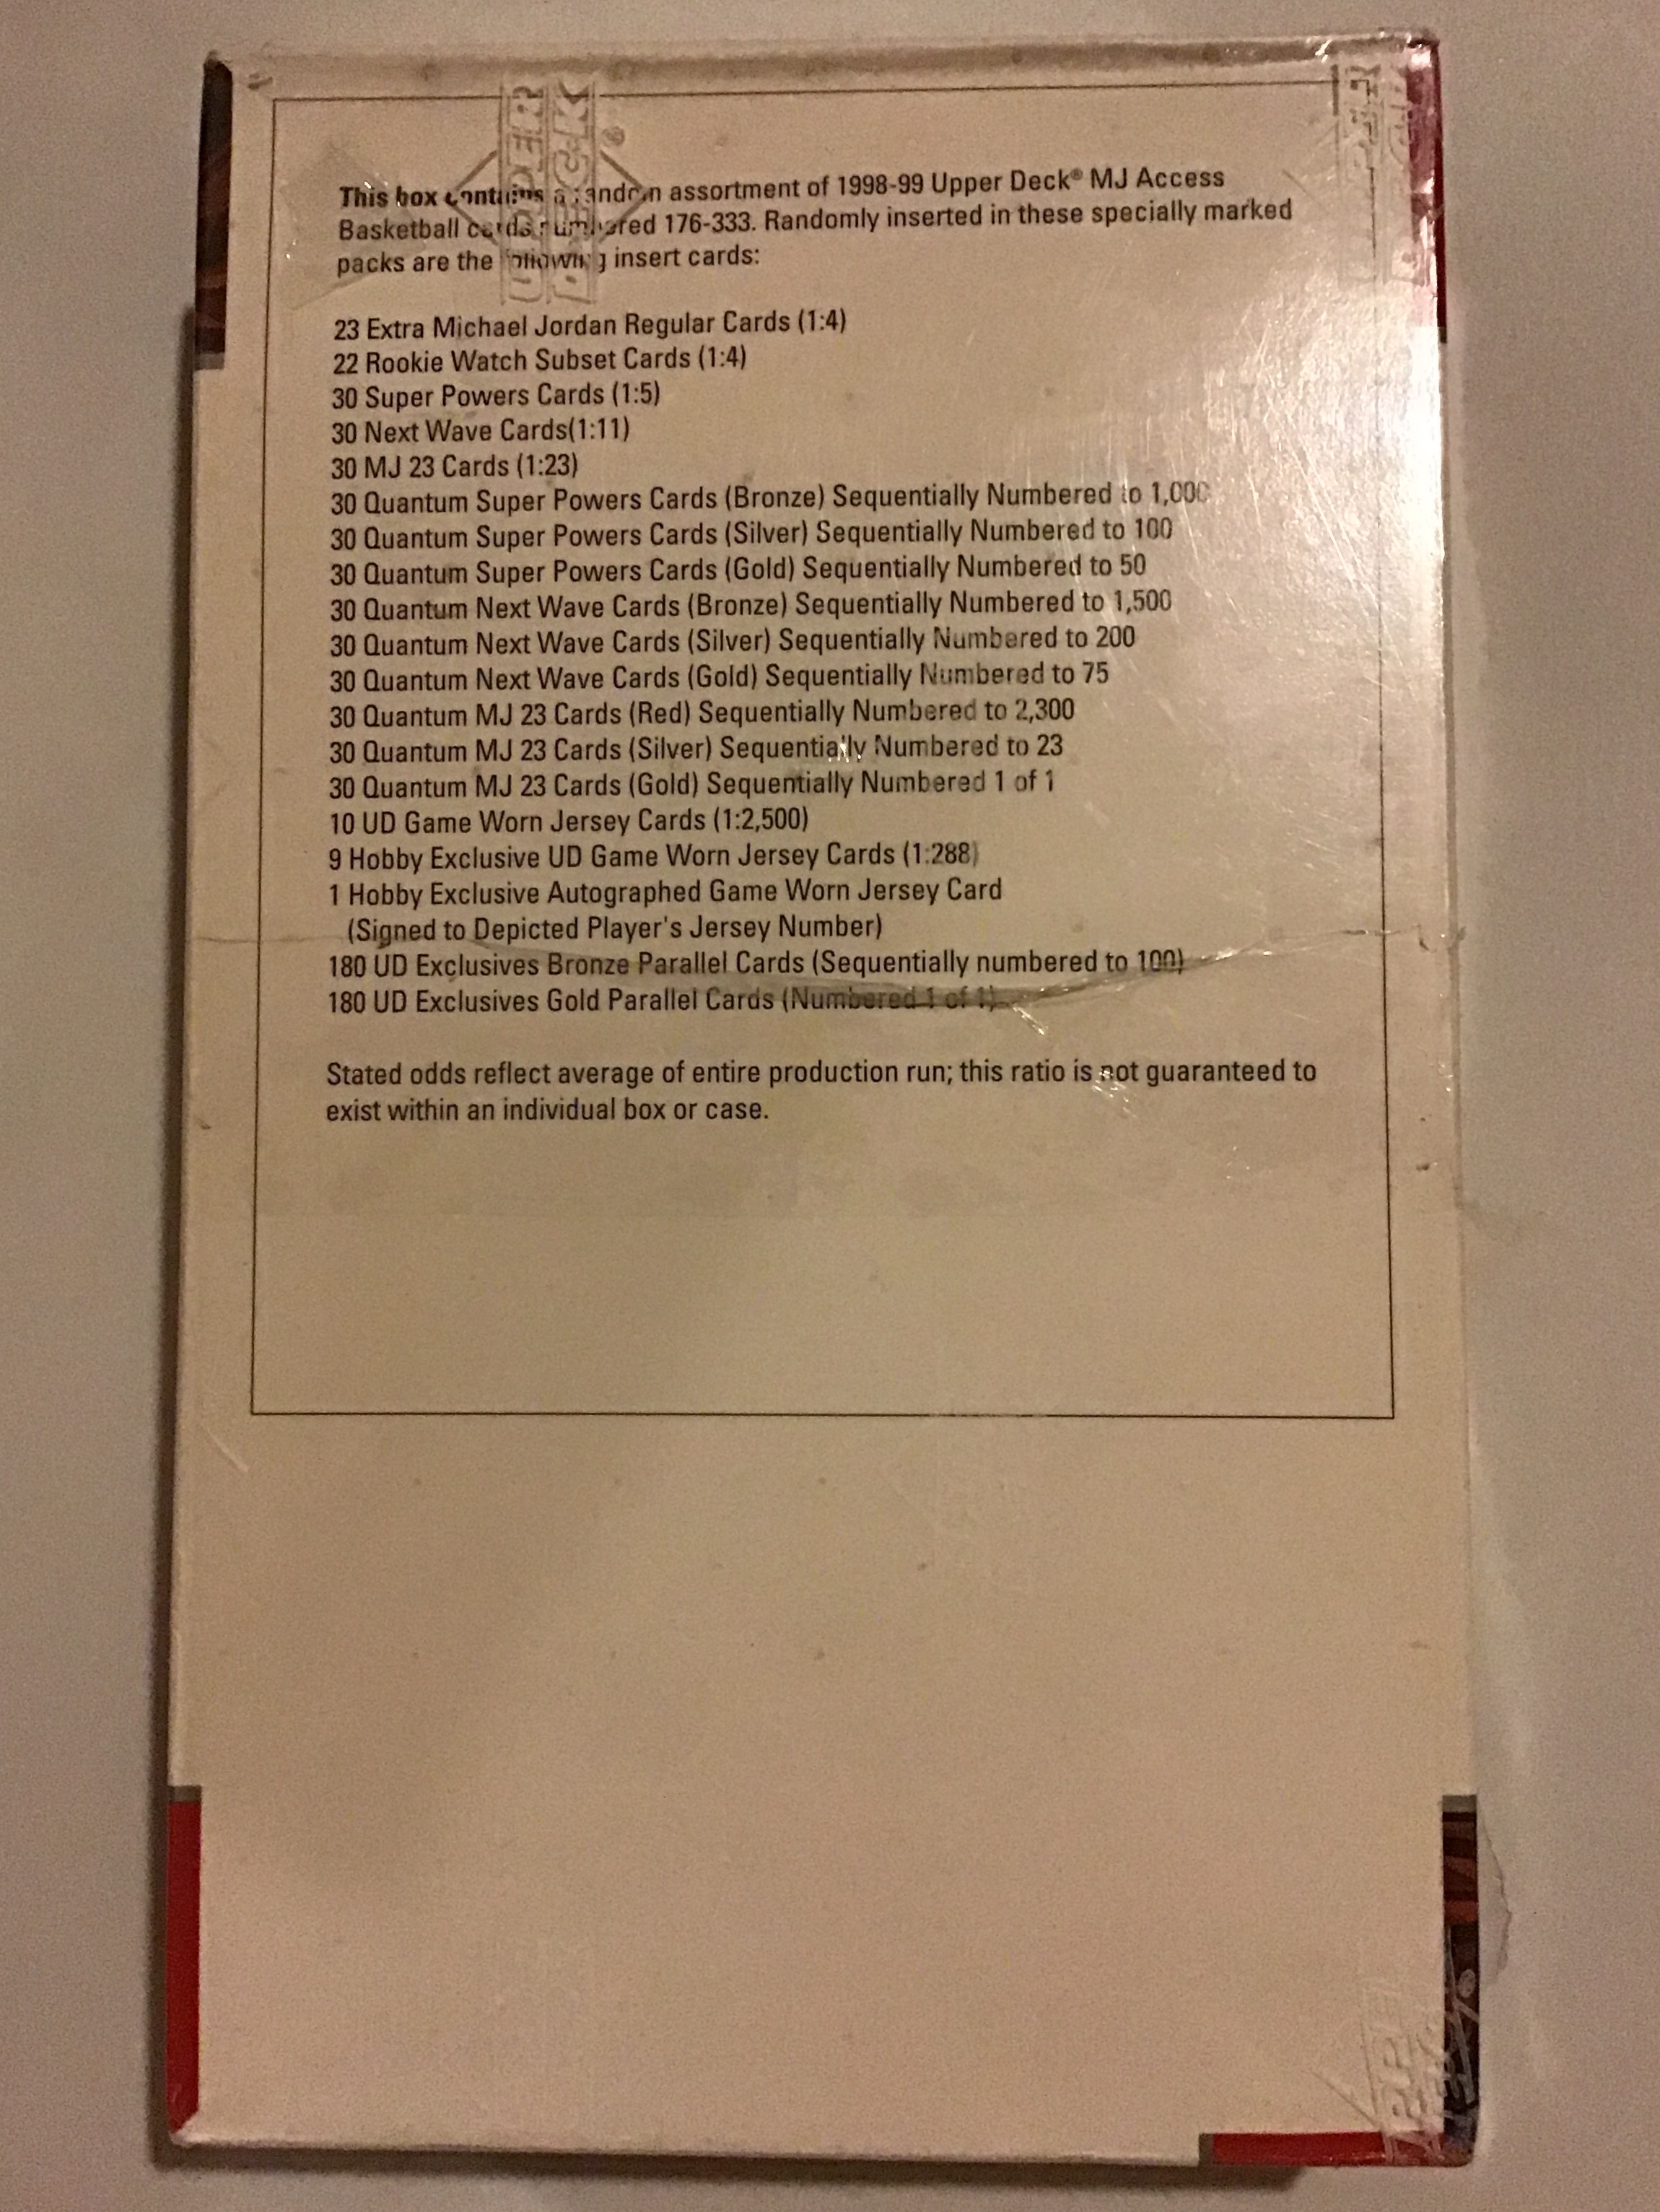 This box contains a random assortment of 1998-99 Upper Deck® MJ Access
Basketball cards numbered 176-333. Randomly inserted in these specially marked
packs are the following insert cards:
23 Extra Michael Jordan Regular Cards (1:4)
22 Rookie Watch Subset Cards (1:4)
30 Super Powers Cards (1:5)
30 Next Wave Cards(1:11)
30 MJ 23 Cards (1:23)
30 Quantum Super Powers Cards (Bronze) Sequentially Numbered to 1,000
30 Quantum Super Powers Cards (Silver) Sequentially Numbered to 100
30 Quantum Super Powers Cards (Gold) Sequentially Numbered to 50
30 Quantum Next Wave Cards (Bronze) Sequentially Numbered to 1,500
30 Quantum Next Wave Cards (Silver) Sequentially Numbered to 200
30 Quantum Next Wave Cards (Gold) Sequentially Numbered to 75
30 Quantum MJ 23 Cards (Red) Sequentially Numbered to 2,300
30 Quantum MJ 23 Cards (Silver) Sequentially Numbered to 23
30 Quantum MJ 23 Cards (Gold) Sequentially Numbered 1 of 1
10 UD Game Worn Jersey Cards (1:2,500)
9 Hobby Exclusive UD Game Worn Jersey Cards (1:288)
1 Hobby Exclusive Autographed Game Worn Jersey Card
(Signed to Depicted Player's Jersey Number)
180 UD Exclusives Bronze Parallel Cards (Sequentially numbered to 100)
180 UD Exclusives Gold Parallel Cards (Numbered 1 of 1)
Stated odds reflect average of entire production run; this ratio is not guaranteed to
exist within an individual box or case.
UPPER
DECK
®